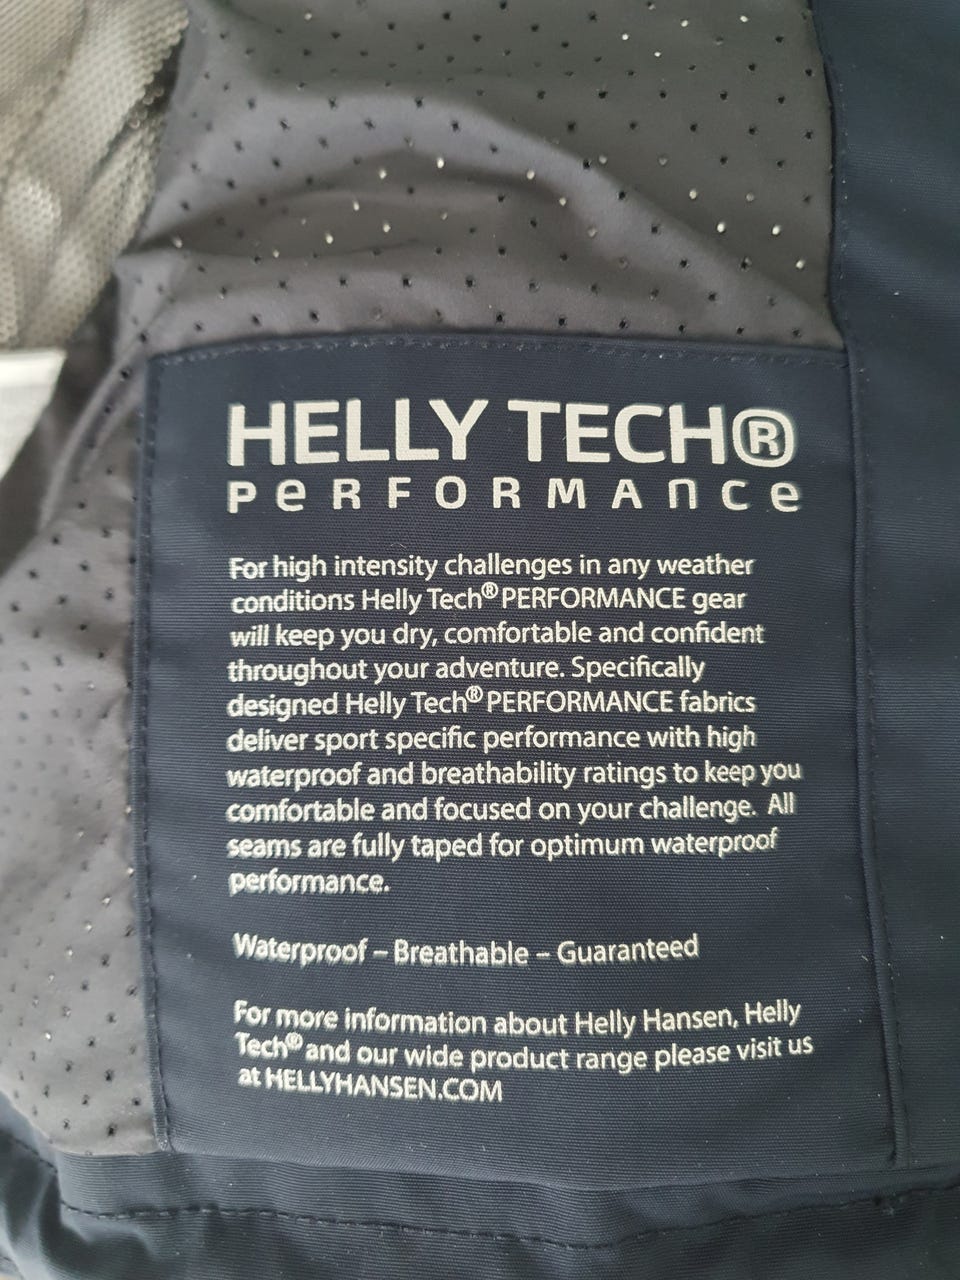 HELLY TECH®
PeRFORMAnce
For high intensity challenges in any weather
conditions Helly Tech® PERFORMANCE gear
will keep you dry, comfortable and confident
throughout your adventure. Specifically
designed Helly Tech® PERFORMANCE fabrics
deliver sport specific performance with high
waterproof and breathability ratings to keep you
comfortable and focused on your challenge. All
seams are fully taped for optimum waterproof
performance.
Waterproof – Breathable – Guaranteed
For more information about Helly Hansen, Helly
Tech® and our wide product range please visit us
at HELLYHANSEN.COM